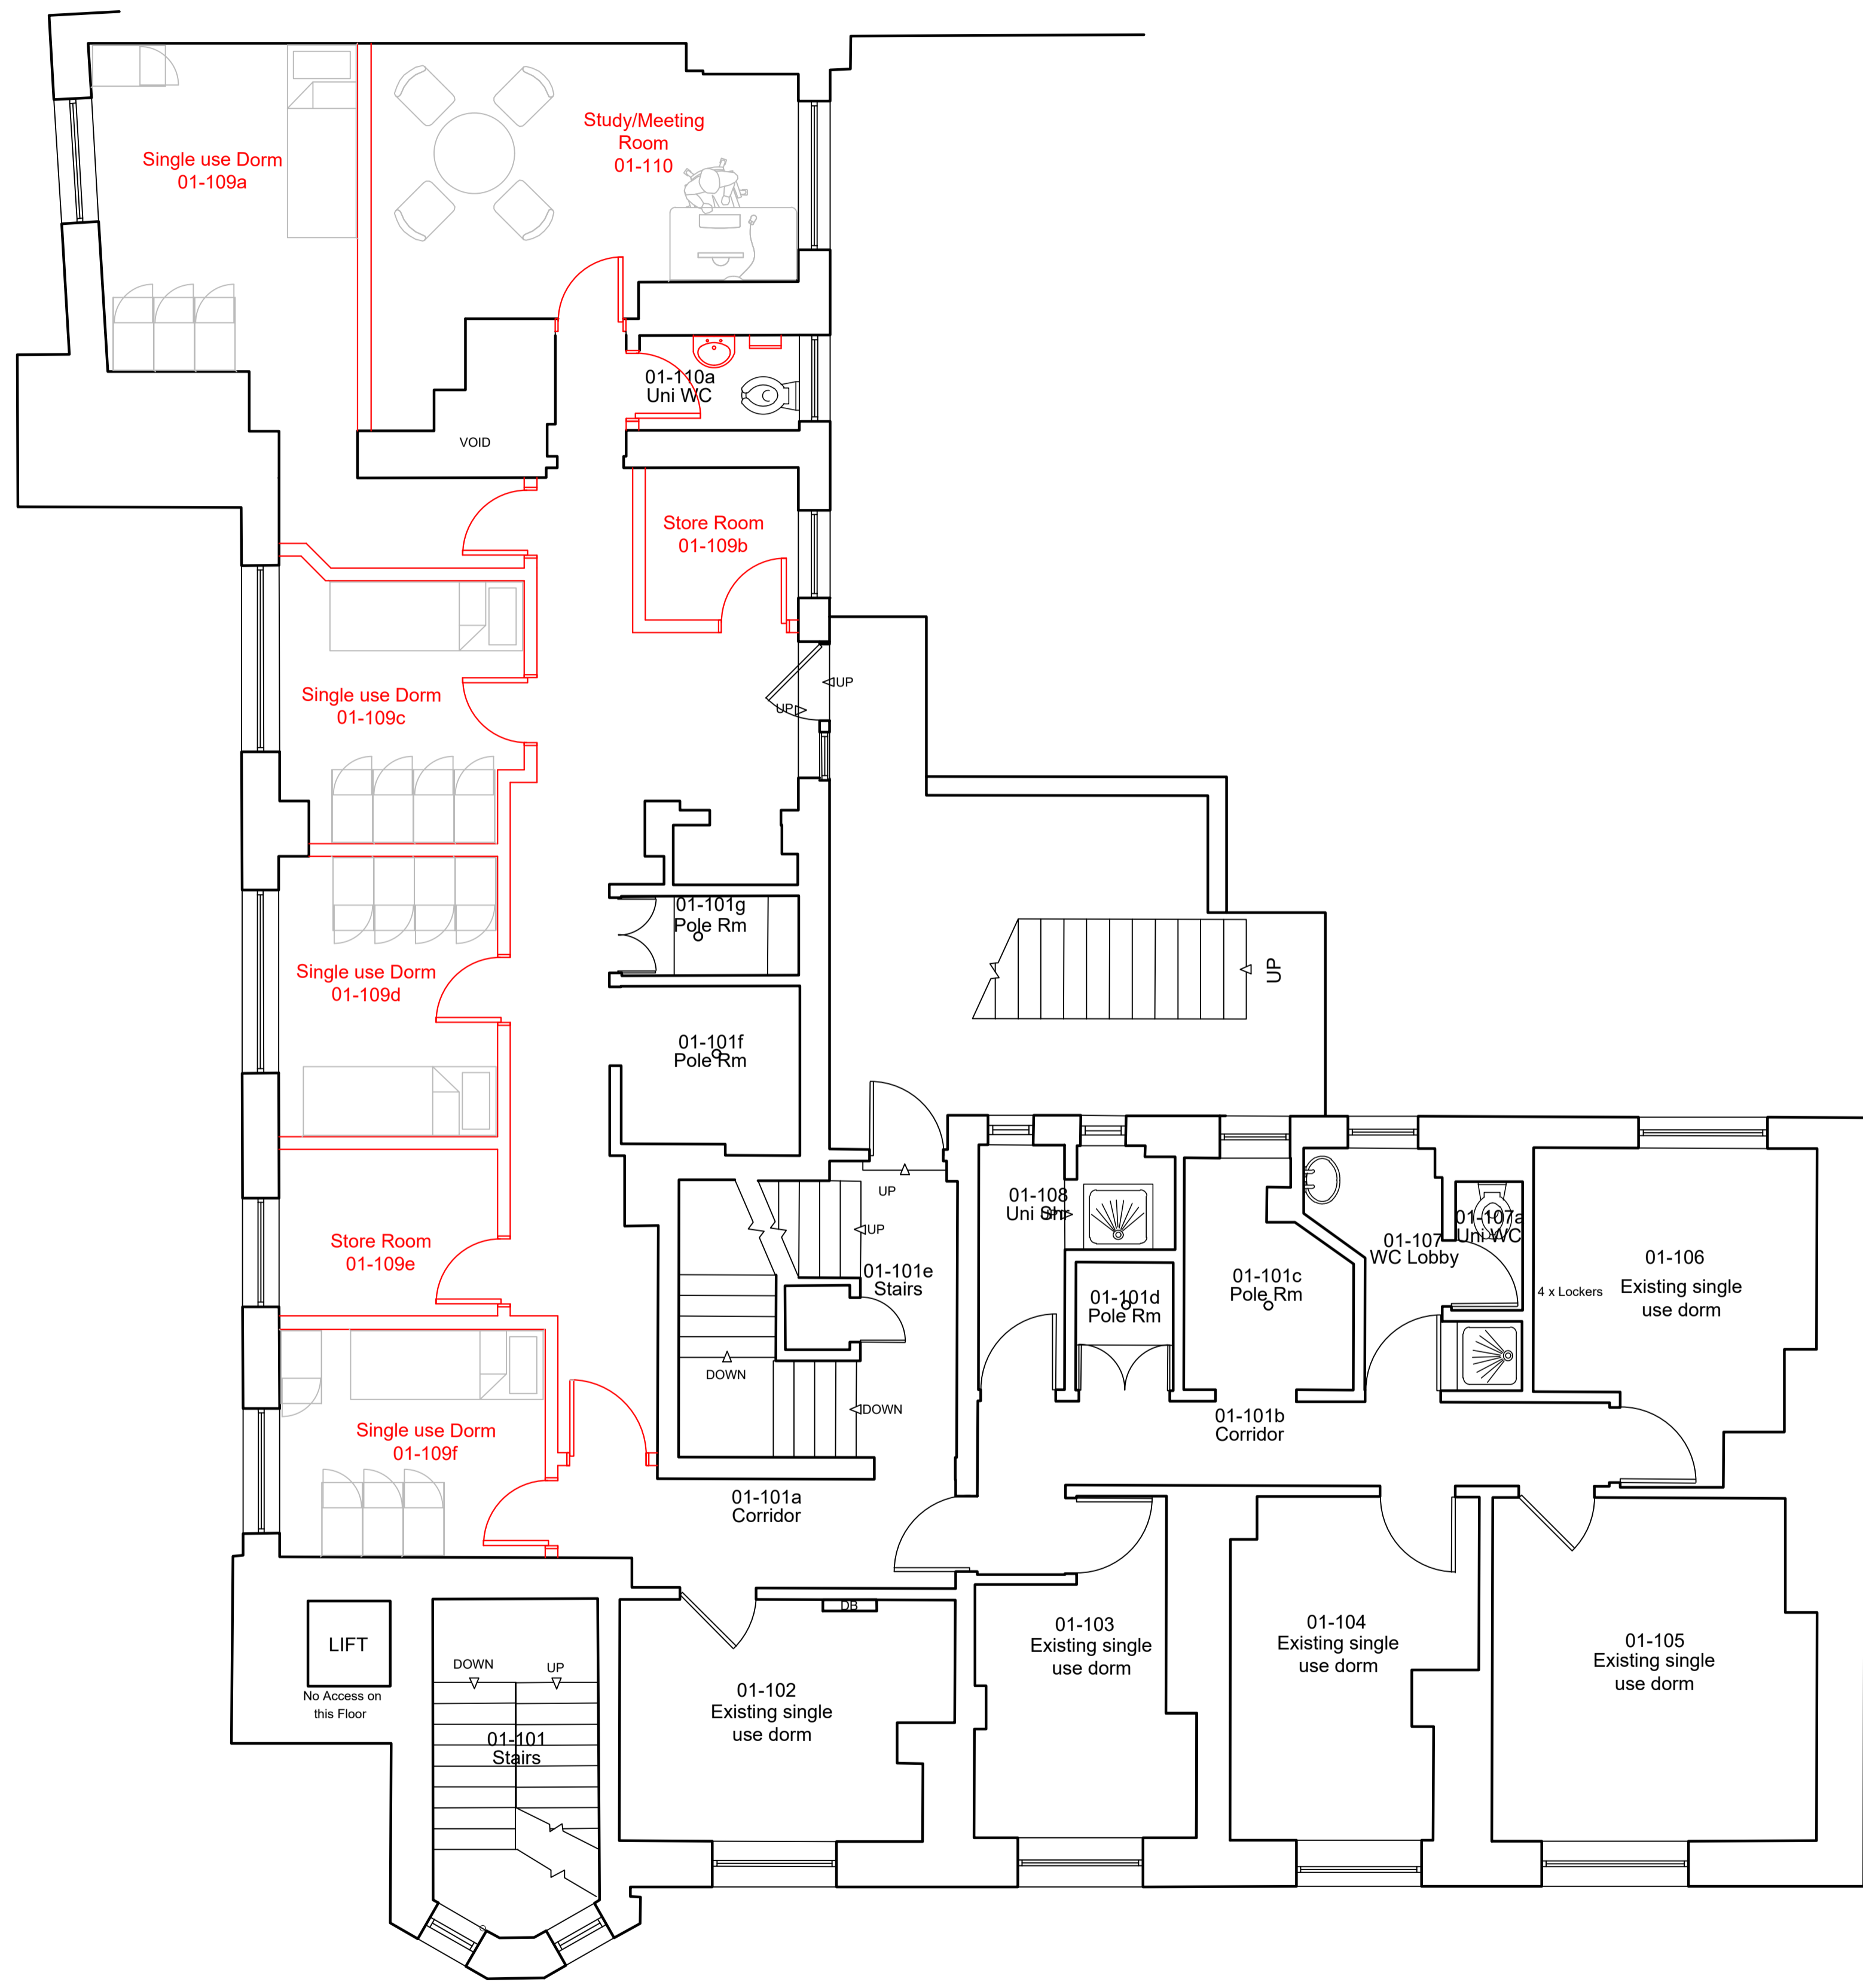 Single use Dorm
01-109a
Study/Meeting
Room
01-110
01-110a
Uni WC
VOID
Store Room
01-109b
UP
UP
Single use Dorm
01-109c
01-101g
Pole Rm
Single use Dorm
01-109d
UP
01-101f
Pole Rm
UP
UP
01-108
Uni Shr
UP
01-107a
Uni WC
01-107
WC Lobby
Store Room
01-109e
01-101e
Stairs
01-101c
Pole Rm
01-101d
Pole Rm
01-106
Existing single
use dorm
4 x Lockers
DOWN
DOWN
Single use Dorm
01-109f
01-101b
Corridor
01-101a
Corridor
DB
LIFT
No Access on
this Floor
DOWN
UP
01-101
Stairs
01-102
Existing single
use dorm
01-103
Existing single
use dorm
01-104
Existing single
use dorm
01-105
Existing single
use dorm